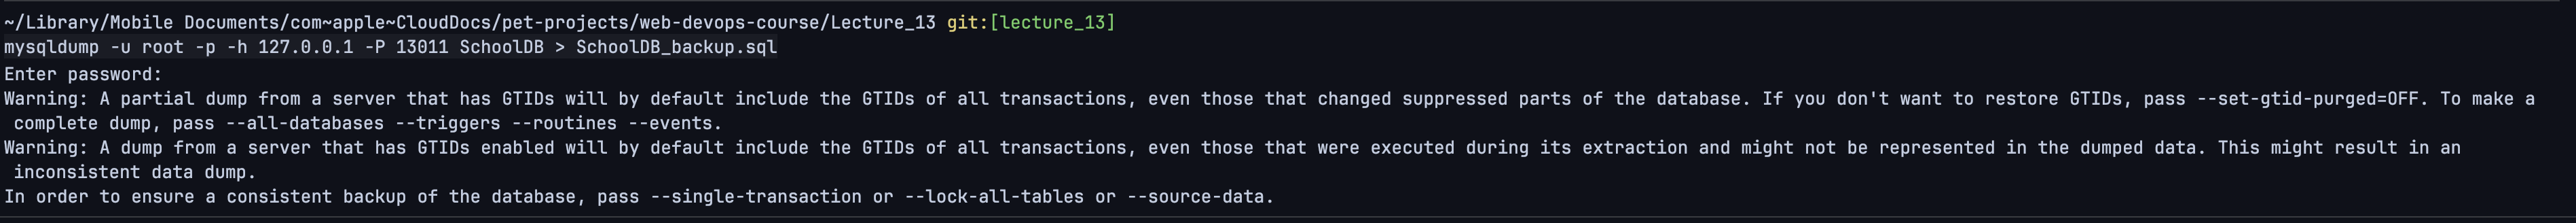 ~/Library/Mobile Documents/com~apple~CloudDocs/pet-projects/web-devops-course/Lecture_13 git:[lecture_13]
mysqldump -u root -p -h 127.0.0.1 -P 13011 SchoolDB > SchoolDB_backup.sql
Enter password:
Warning: A partial dump from a server that has GTIDs will by default include the GTIDs of all transactions, even those that changed suppressed parts of the database. If you don't want to restore GTIDs, pass --set-gtid-purged=OFF. To make a
complete dump, pass --all-databases --triggers --routines --events.
Warning: A dump from a server that has GTIDs enabled will by default include the GTIDs of all transactions, even those that were executed during its extraction and might not be represented in the dumped data. This might result in an
inconsistent data dump.
In order to ensure a consistent backup of the database, pass --single-transaction or --lock-all-tables or --source-data.